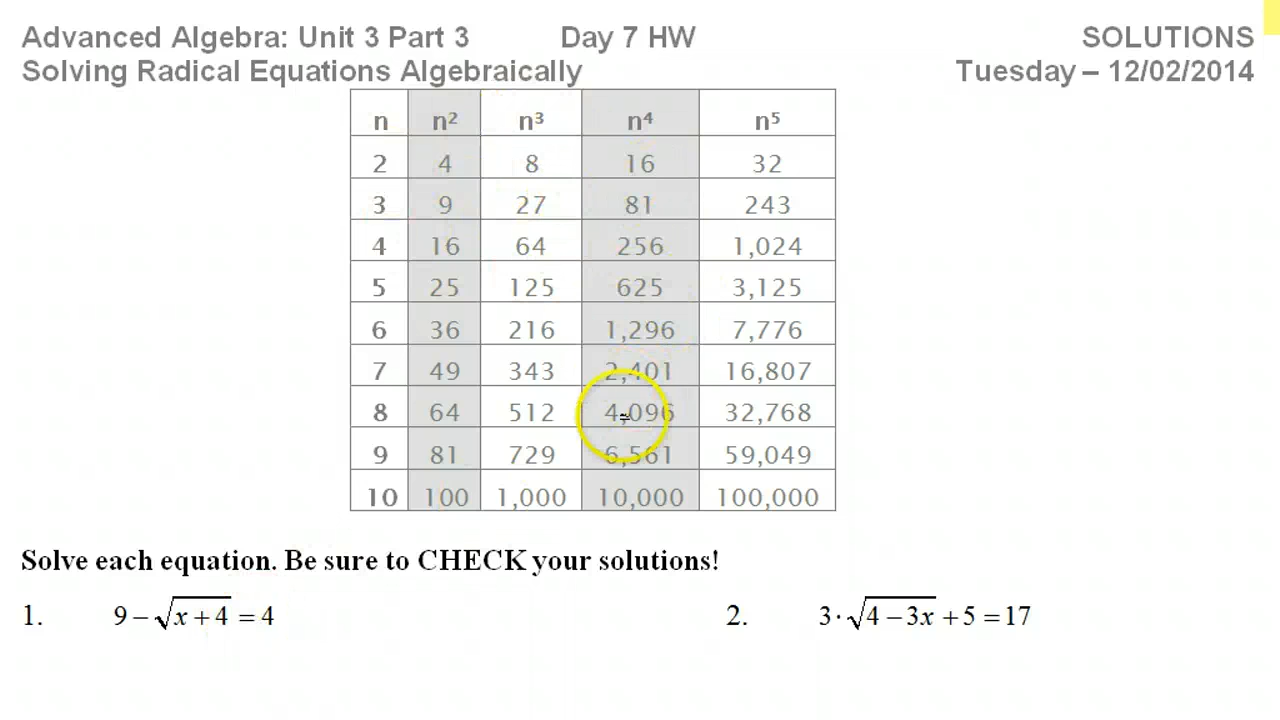 Advanced Algebra: Unit 3 Part 3 Day 7 HW SOLUTIONS
Solving Radical Equations Algebraically Tuesday – 12/02/2014
n n² n³ n⁴ n⁵
2 4 8 16 32
3 9 27 81 243
4 16 64 256 1,024
5 25 125 625 3,125
6 36 216 1,296 7,776
7 49 343 2,401 16,807
8 64 512 4,096 32,768
9 81 729 6,561 59,049
10 100 1,000 10,000 100,000
Solve each equation. Be sure to CHECK your solutions!
1. 9 − √(x + 4) = 4 2. 3 · √(4 − 3x) + 5 = 17